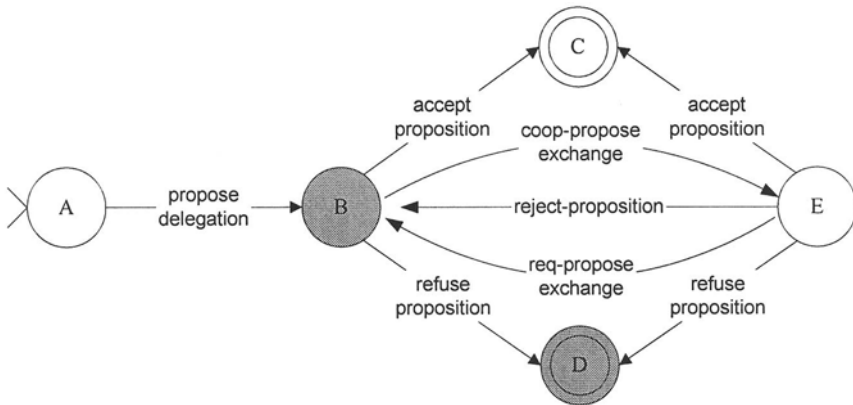 C
accept
proposition
accept
proposition
coop-propose
exchange
A
propose
delegation
B
reject-proposition
E
req-propose
exchange
refuse
proposition
refuse
proposition
D